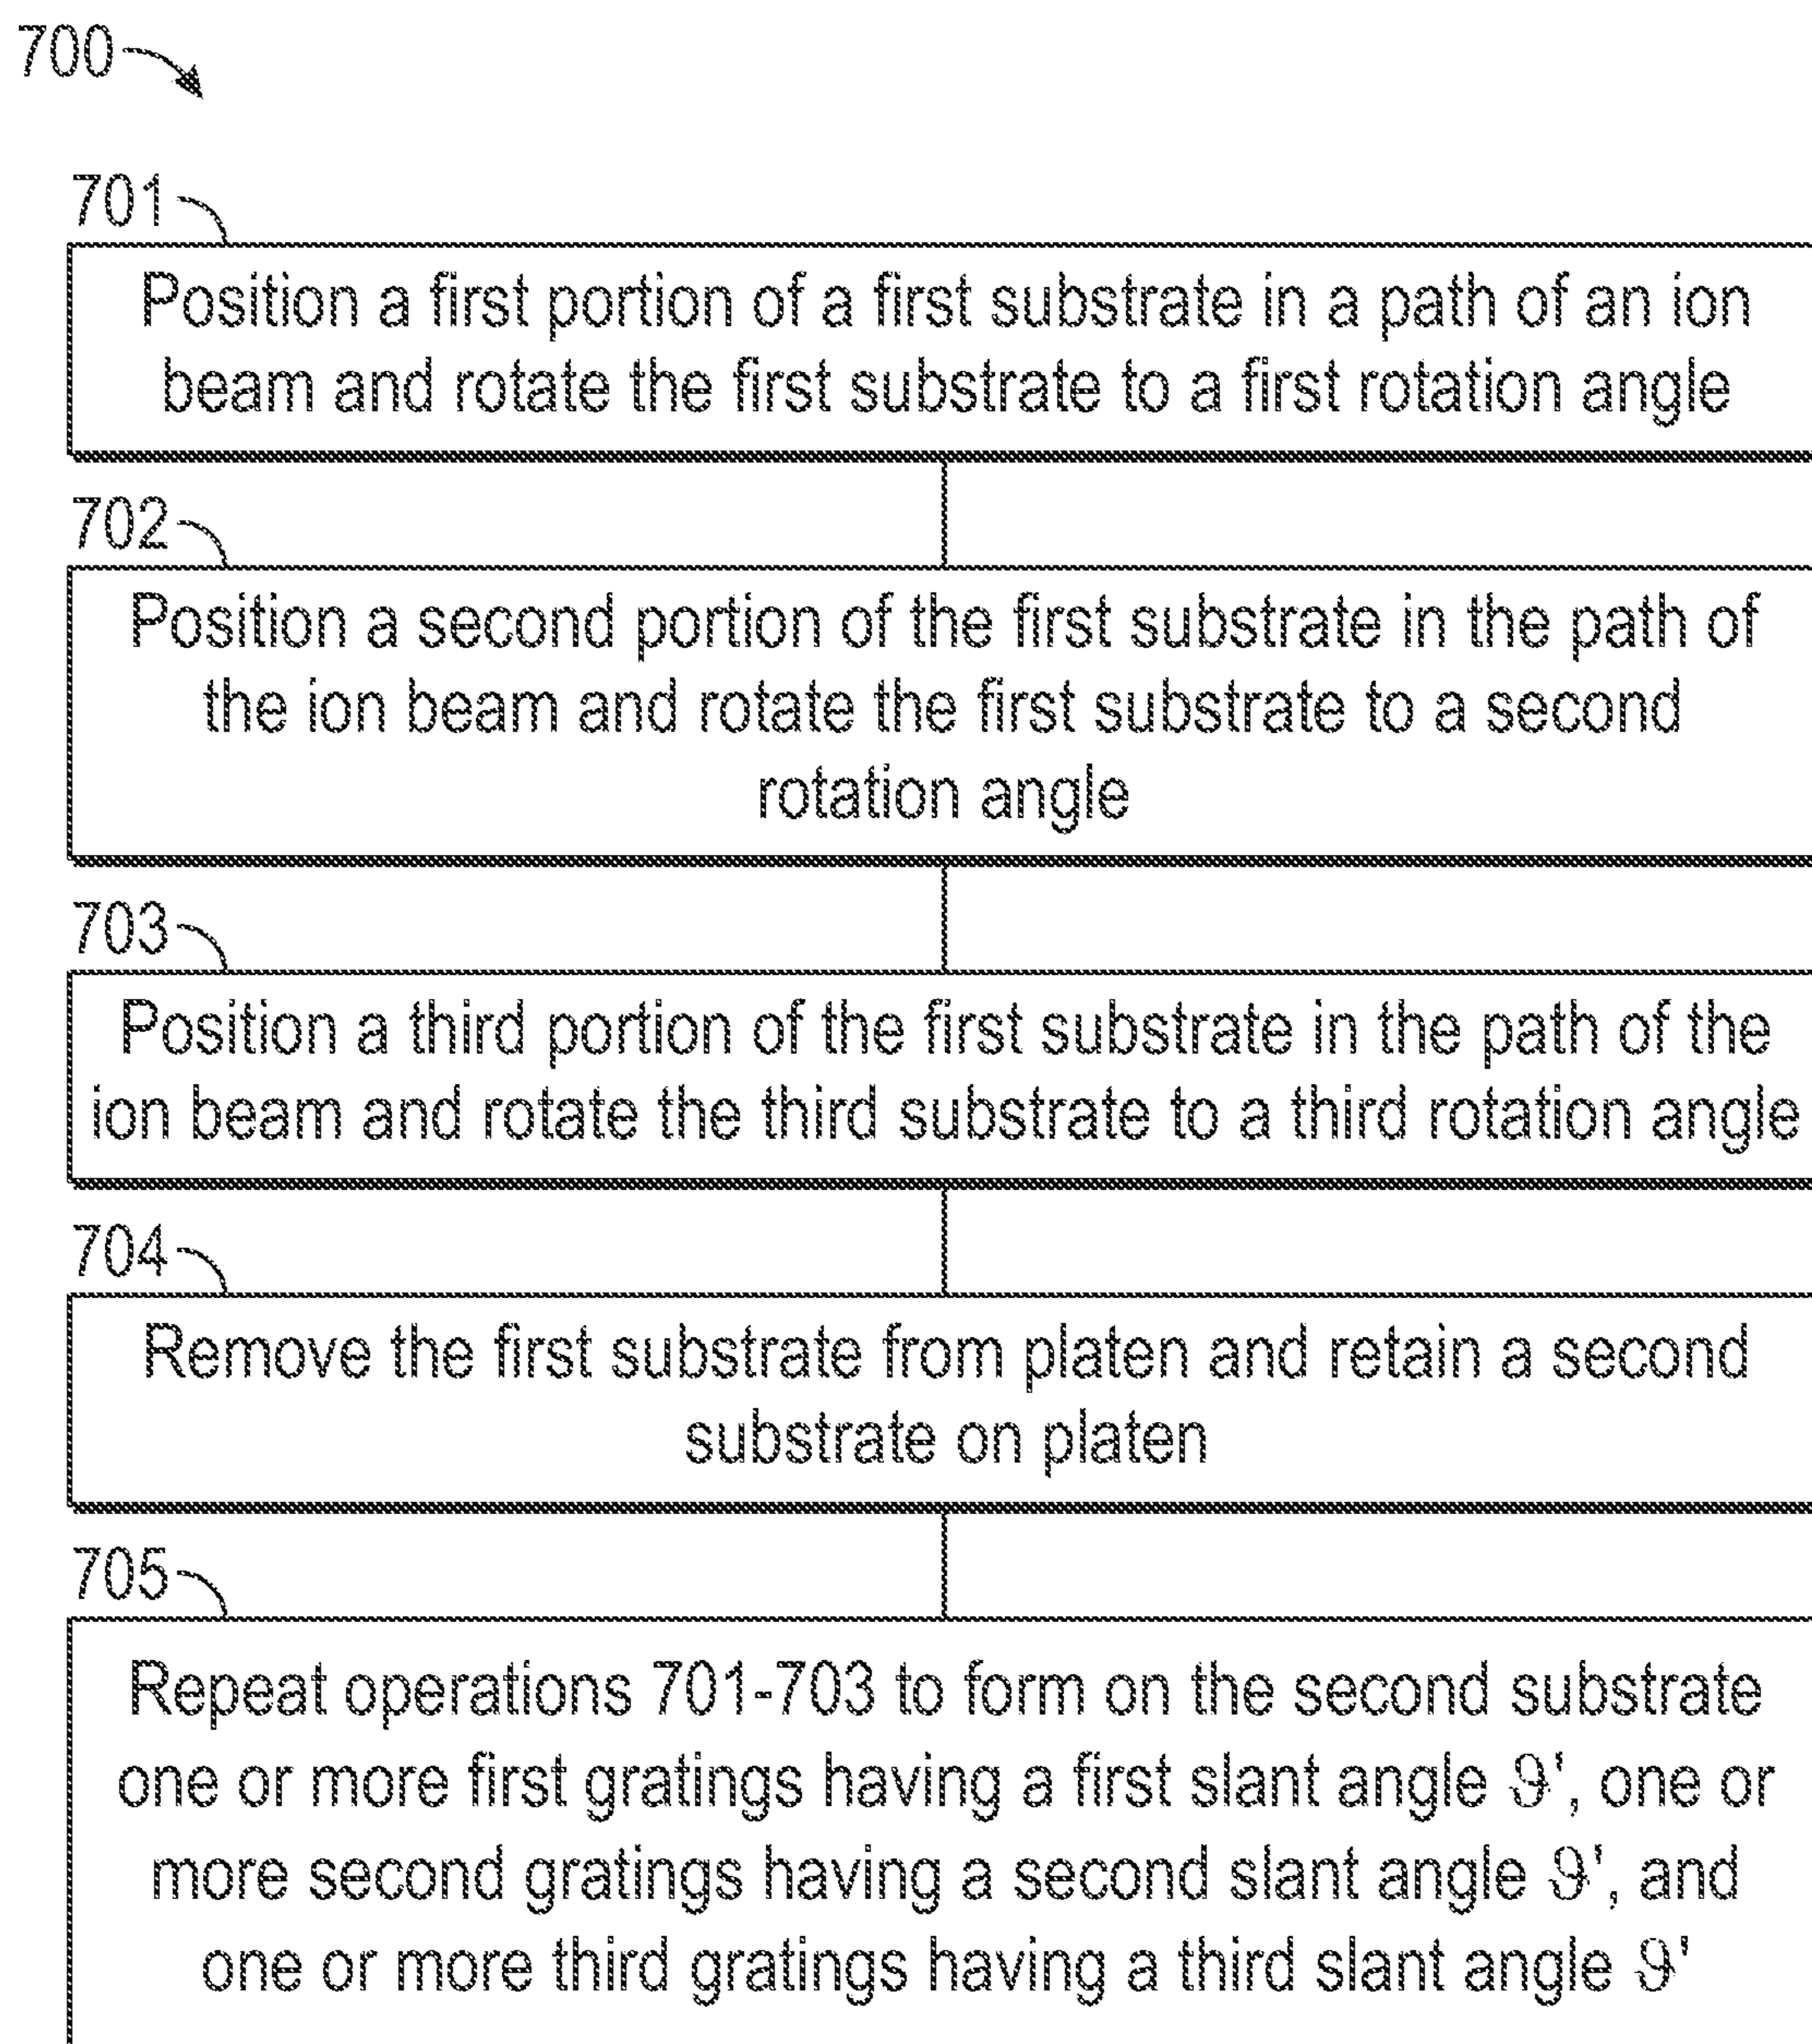 700
701
Position a first portion of a first substrate in a path of an ion
beam and rotate the first substrate to a first rotation angle
702
Position a second portion of the first substrate in the path of
the ion beam and rotate the first substrate to a second
rotation angle
703
Position a third portion of the first substrate in the path of the
ion beam and rotate the third substrate to a third rotation angle
704
Remove the first substrate from platen and retain a second
substrate on platen
705
Repeat operations 701-703 to form on the second substrate
one or more first gratings having a first slant angle ϑ', one or
more second gratings having a second slant angle ϑ', and
one or more third gratings having a third slant angle ϑ'